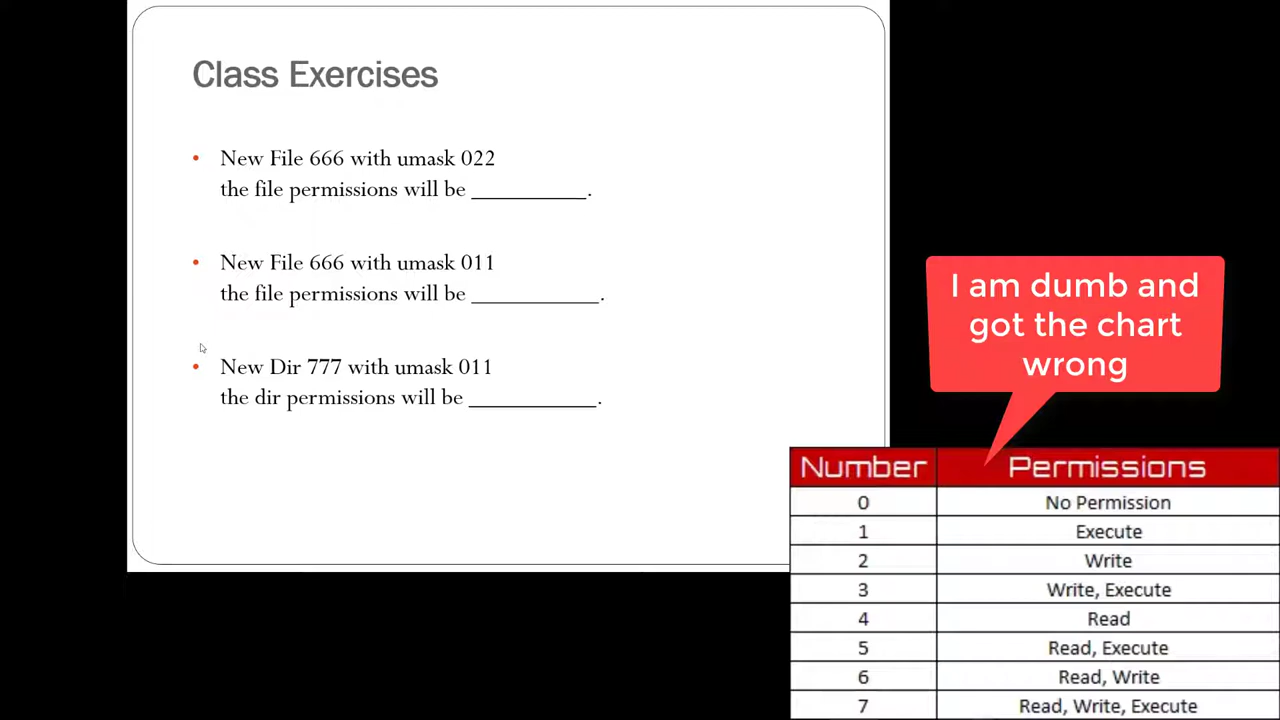 Class Exercises
• New File 666 with umask 022
the file permissions will be ___________.
• New File 666 with umask 011
the file permissions will be ____________.
• New Dir 777 with umask 011
the dir permissions will be ____________.
I am dumb and
got the chart
wrong
Number Permissions
0 No Permission
1 Execute
2 Write
3 Write, Execute
4 Read
5 Read, Execute
6 Read, Write
7 Read, Write, Execute